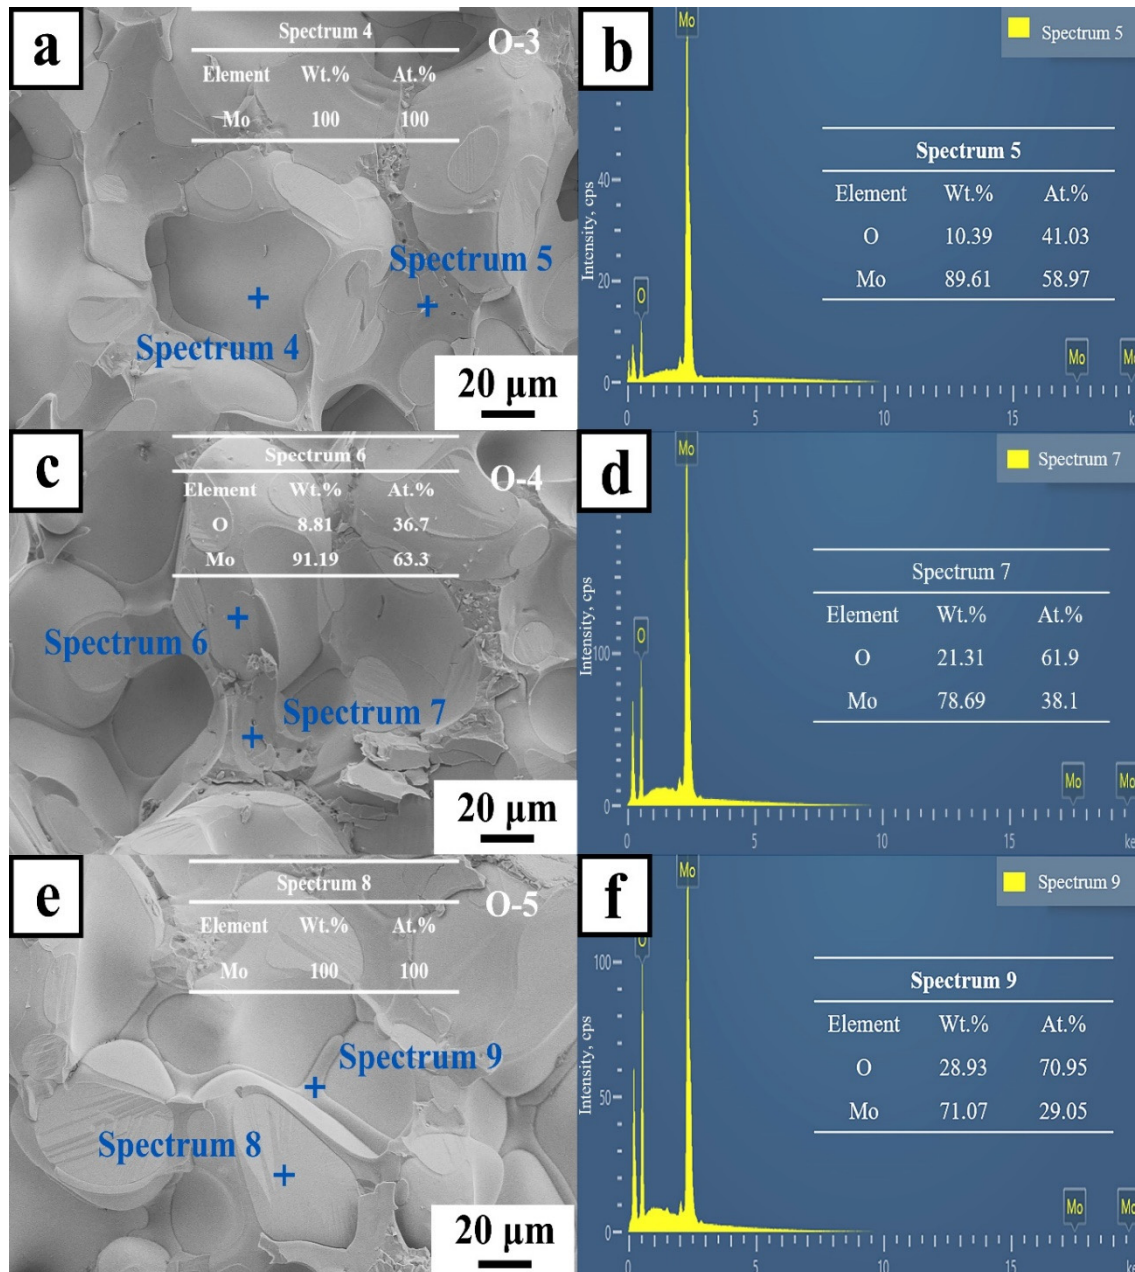 a
Spectrum 4
O-3
Element Wt.% At.%
Mo 100 100
Spectrum 5
Spectrum 4
20 μm
b
Mo
Spectrum 5
Intensity, cps
40
20
0
O
Spectrum 5
Element Wt.% At.%
O 10.39 41.03
Mo 89.61 58.97
Mo Mo
0 5 10 15 ke
c
Spectrum 6
O-4
Element Wt.% At.%
O 8.81 36.7
Mo 91.19 63.3
Spectrum 6
Spectrum 7
20 μm
d
Mo
Spectrum 7
Intensity, cps
100
0
O
Spectrum 7
Element Wt.% At.%
O 21.31 61.9
Mo 78.69 38.1
Mo Mo
0 5 10 15 ke
e
Spectrum 8
O-5
Element Wt.% At.%
Mo 100 100
Spectrum 9
Spectrum 8
20 μm
f
Mo
Spectrum 9
Intensity, cps
100
50
0
O
Spectrum 9
Element Wt.% At.%
O 28.93 70.95
Mo 71.07 29.05
Mo Mo
0 5 10 15 ke